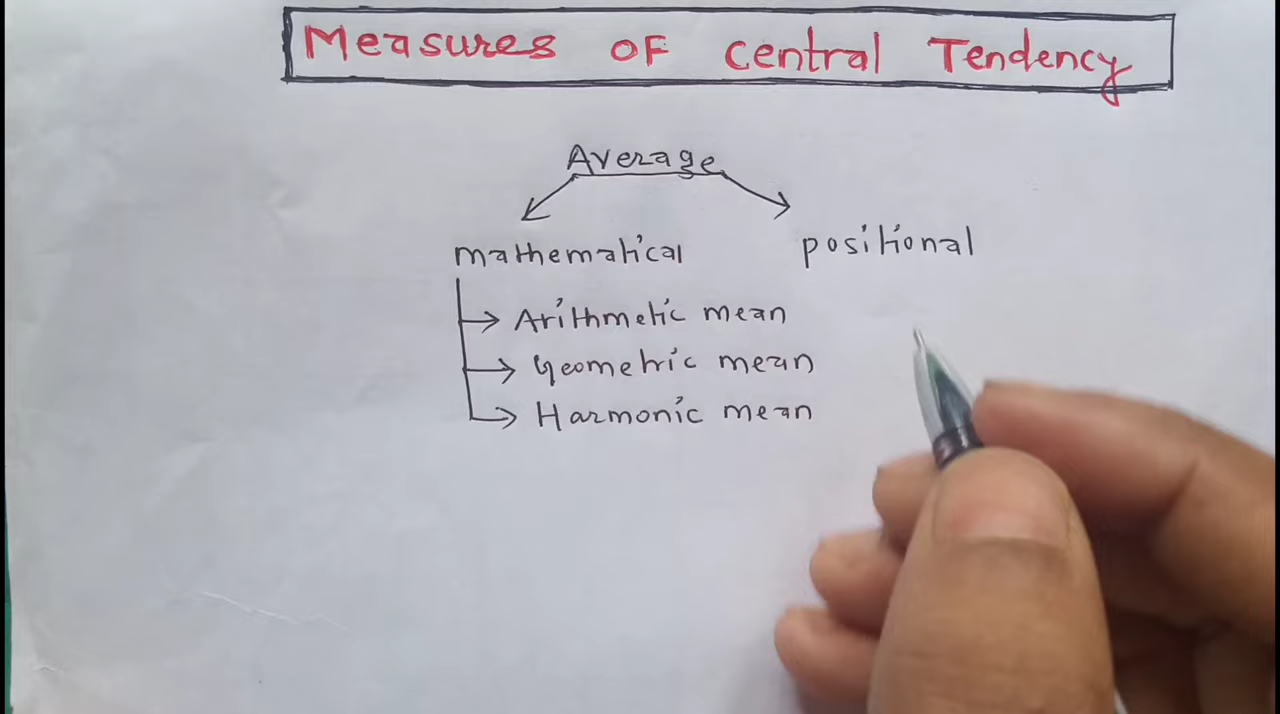 Measures OF central Tendency
Average
mathematical positional
Arithmetic mean
Geometric mean
Harmonic mean